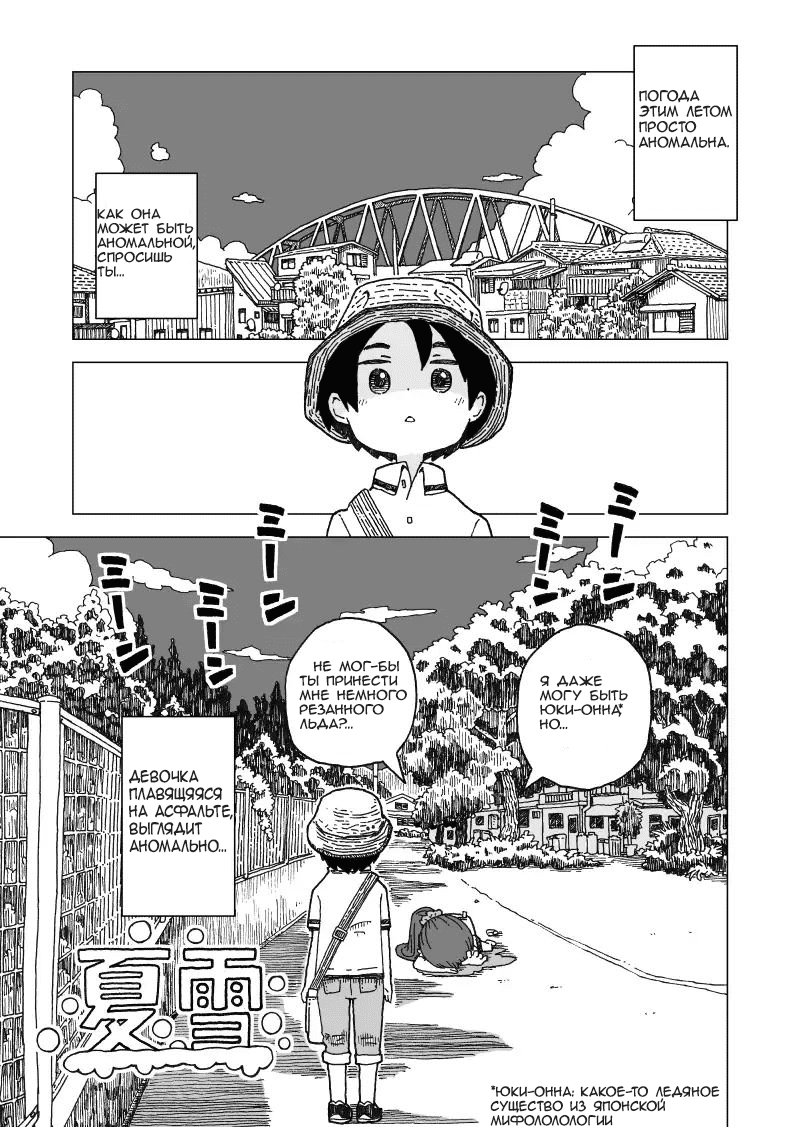 ПОГОДА
ЭТИМ ЛЕТОМ
ПРОСТО
АНОМАЛЬНА.
КАК ОНА
МОЖЕТ БЫТЬ
АНОМАЛЬНОЙ,
СПРОСИШЬ
ТЫ...
ミーン
ミーン
ミーン
ミーン
ミーン
Я ДАЖЕ
МОГУ БЫТЬ
ЮКИ-ОННА,*
НО...
НЕ МОГ-БЫ
ТЫ ПРИНЕСТИ
МНЕ НЕМНОГО
РЕЗАННОГО
ЛЬДА?...
ДЕВОЧКА
ПЛАВЯЩЯЯСЯ
НА АСФАЛЬТЕ,
ВЫГЛЯДИТ
АНОМАЛЬНО...
夏雪
*ЮКИ-ОННА: КАКОЕ-ТО ЛЕДЯНОЕ
СУЩЕСТВО ИЗ ЯПОНСКОЙ
МИФОЛОЛОЛОГИИ